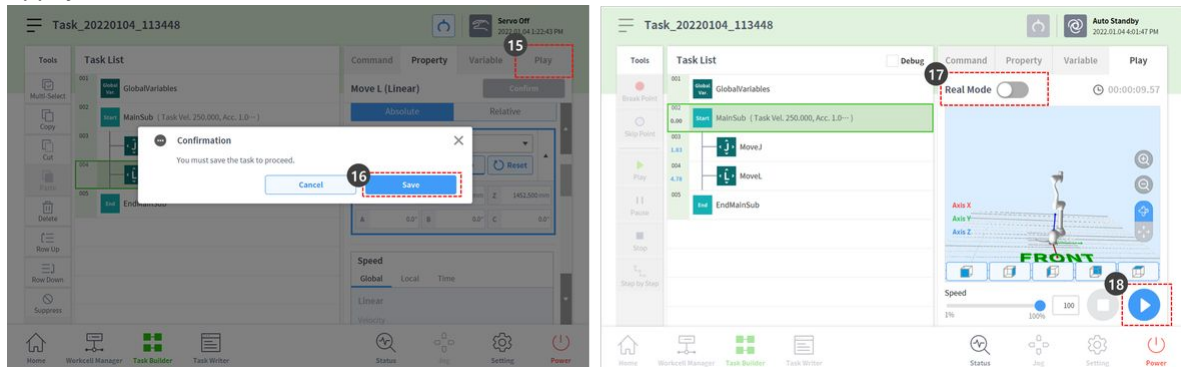 Task_20220104_113448
Servo Off
2022.01.04 1:22:43 PM
15
Tools
Task List
Command
Property
Variable
Play
Multi-Select
Copy
Cut
Paste
Delete
Row Up
Row Down
Suppress
001
GlobalVariables
002
MainSub ( Task Vel. 250.000, Acc. 1.0··· )
003
004
005
End
EndMainSub
Move L (Linear)
Confirm
Absolute
Relative
Reset
mm
Z
1452.500 mm
A
0.0°
B
0.0°
C
0.0°
Speed
Global
Local
Time
Linear
Velocity
Confirmation
You must save the task to proceed.
Cancel
16
Save
Home
Workcell Manager
Task Builder
Task Writer
Status
Jog
Setting
Power
Task_20220104_113448
Auto Standby
2022.01.04 4:01:47 PM
Tools
Task List
Debug
Command
Property
Variable
Play
17
Break Point
Skip Point
Play
Pause
Stop
Step by Step
001
Global Var.
GlobalVariables
002
0.00
Start
MainSub ( Task Vel. 250.000, Acc. 1.0··· )
003
1.83
J
MoveJ
004
4.78
L
MoveL
005
End
EndMainSub
Real Mode
00:00:09.57
Axis X
Axis Y
Axis Z
FRONT
Speed
1%
100%
100
18
Home
Workcell Manager
Task Builder
Task Writer
Status
Jog
Setting
Power